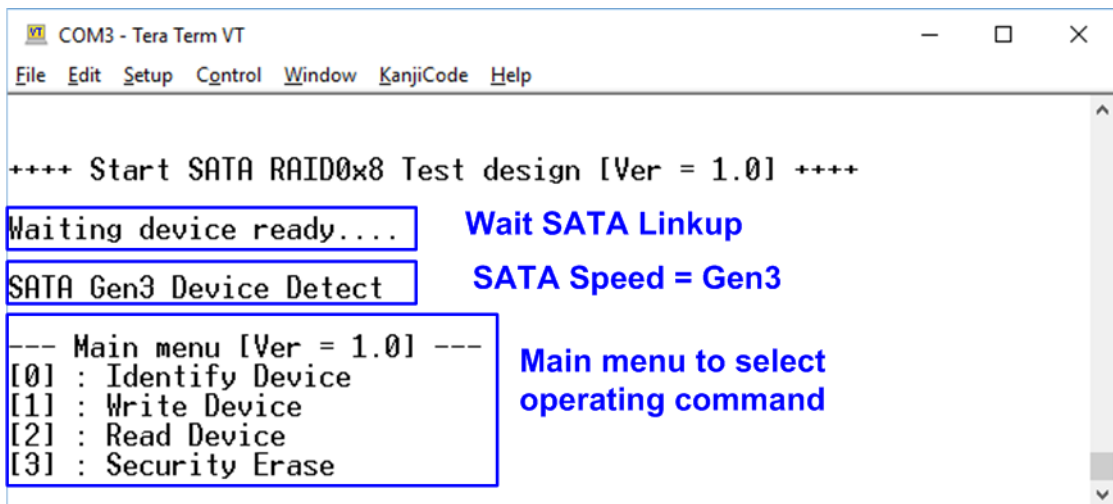 COM3 - Tera Term VT
File Edit Setup Control Window KanjiCode Help
++++ Start SATA RAID0x8 Test design [Ver = 1.0] ++++
Waiting device ready.... Wait SATA Linkup
SATA Gen3 Device Detect SATA Speed = Gen3
--- Main menu [Ver = 1.0] ---
[0] : Identify Device
[1] : Write Device
[2] : Read Device
[3] : Security Erase
Main menu to select
operating command